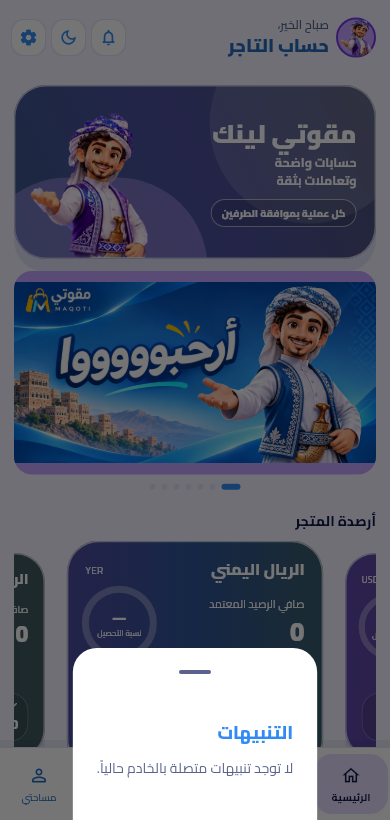 صباح الخير،
حساب التاجر
مقوتي لينك
حسابات واضحة
وتعاملات بثقة
كل عملية بموافقة الطرفين
مقوتي
MAQOTI
أرحبووووا
أرصدة المتجر
الريال اليمني
YER
صافي الرصيد المعتمد
0
—
نسبة التحصيل
USD
0
التنبيهات
لا توجد تنبيهات متصلة بالخادم حالياً.
الرئيسية
مساحتي